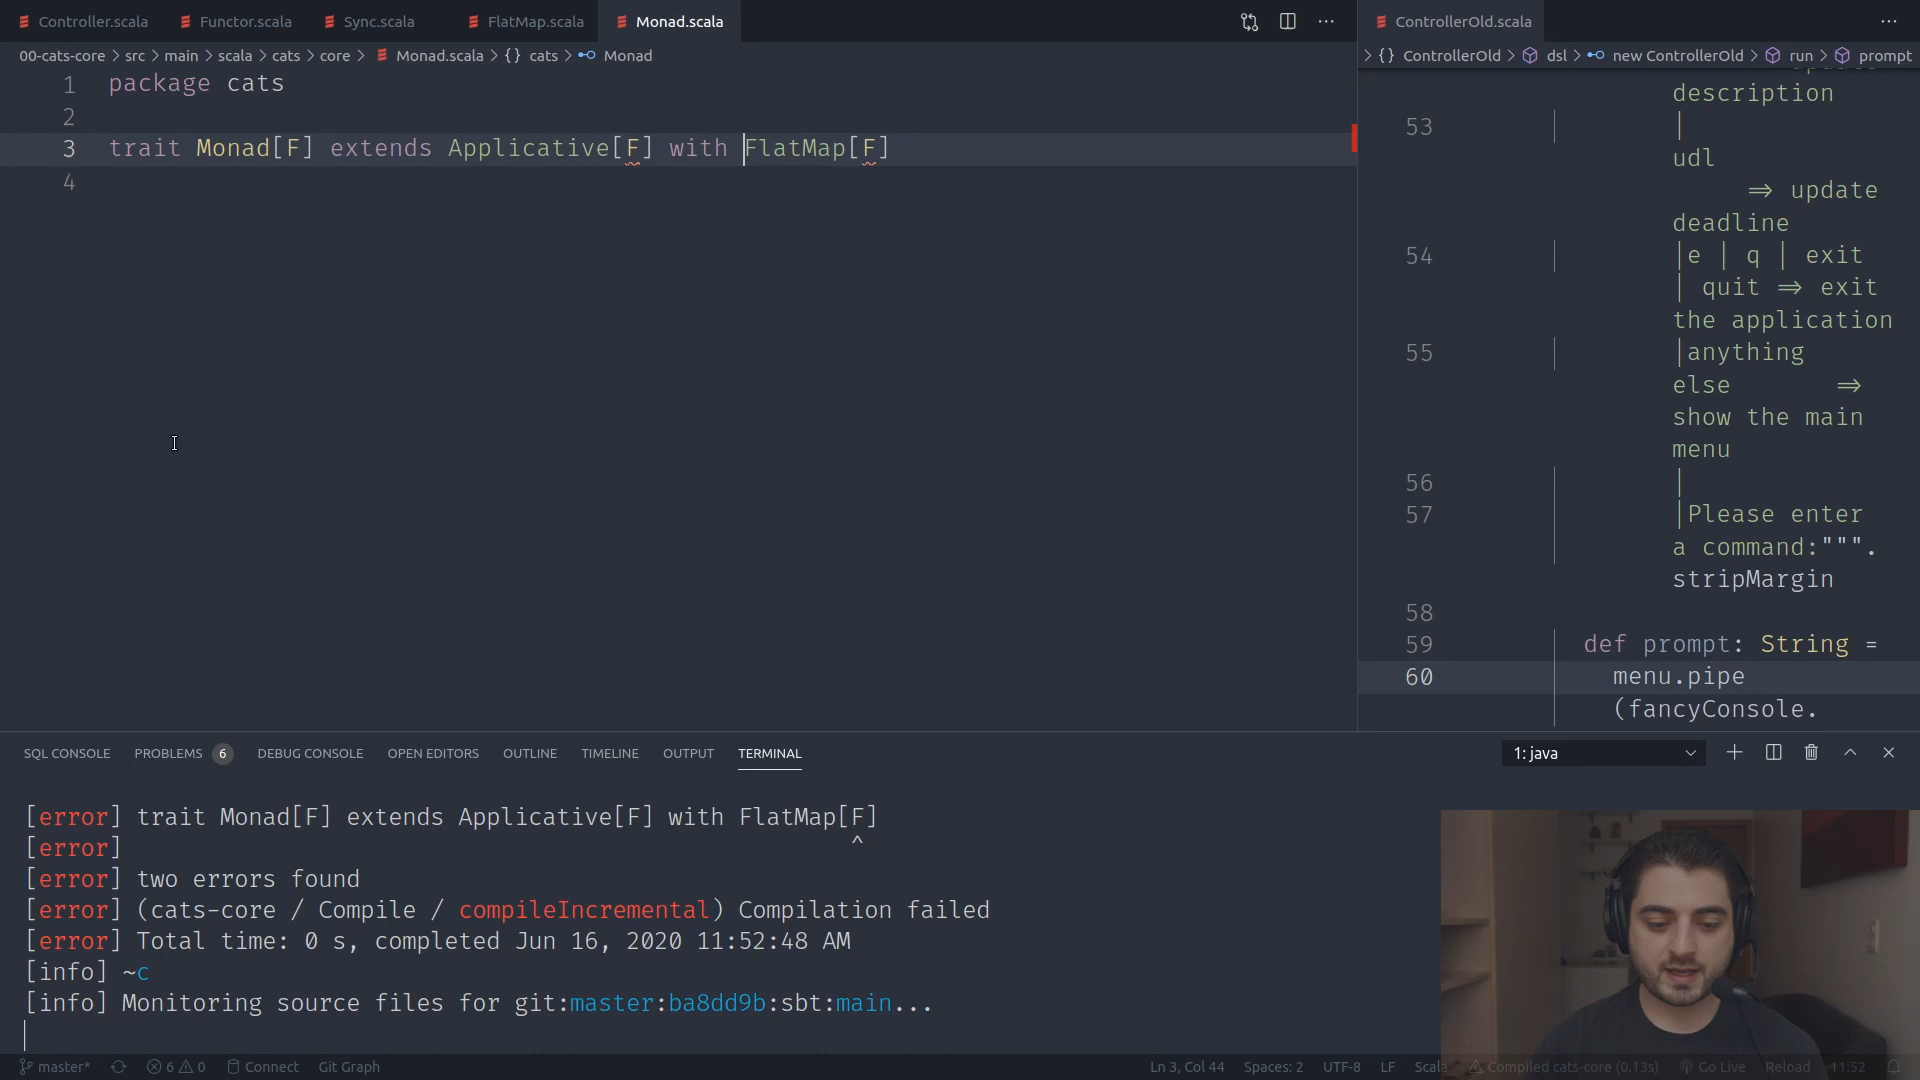 Controller.scala Functor.scala Sync.scala FlatMap.scala Monad.scala
00-cats-core > src > main > scala > cats > core > Monad.scala > {} cats > Monad
1 package cats
2
3 trait Monad[F] extends Applicative[F] with FlatMap[F]
4
ControllerOld.scala
> {} ControllerOld > dsl > new ControllerOld > run > prompt
description
53 |
udl
⇒ update
deadline
54 |e | q | exit
| quit ⇒ exit
the application
55 |anything
else ⇒
show the main
menu
56 |
57 |Please enter
a command:""".
stripMargin
58
59 def prompt: String =
60 menu.pipe
(fancyConsole.
SQL CONSOLE PROBLEMS 6 DEBUG CONSOLE OPEN EDITORS OUTLINE TIMELINE OUTPUT TERMINAL 1: java
[error] trait Monad[F] extends Applicative[F] with FlatMap[F]
[error] ^
[error] two errors found
[error] (cats-core / Compile / compileIncremental) Compilation failed
[error] Total time: 0 s, completed Jun 16, 2020 11:52:48 AM
[info] ~c
[info] Monitoring source files for git:master:ba8dd9b:sbt:main...
master* 6 0 Connect Git Graph Ln 3, Col 44 Spaces: 2 UTF-8 LF Scala Compiled cats-core (0.13s) Go Live Reload 11:52